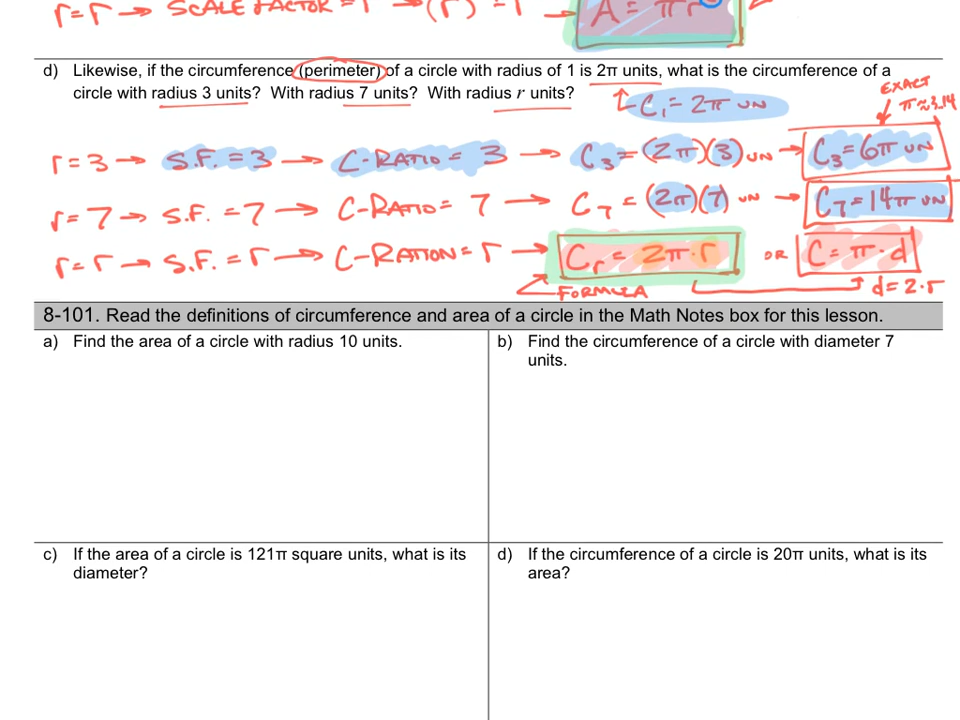 r=r → SCALE FACTOR = r → (r) = r → A = πr
d) Likewise, if the circumference (perimeter) of a circle with radius of 1 is 2π units, what is the circumference of a
circle with radius 3 units? With radius 7 units? With radius r units?
C₁ = 2π UN
EXACT
π≈3.14
r=3 → S.F. = 3 → C-RATIO = 3 → C₃ = (2π)(3) UN → C₃ = 6π UN
r=7 → S.F. = 7 → C-RATIO = 7 → C₇ = (2π)(7) UN → C₇ = 14π UN
r=r → S.F. = r → C-RATION = r → Cᵣ = 2π·r OR C = π·d
FORMULA
d = 2·r
8-101. Read the definitions of circumference and area of a circle in the Math Notes box for this lesson.
a) Find the area of a circle with radius 10 units.
b) Find the circumference of a circle with diameter 7
units.
c) If the area of a circle is 121π square units, what is its
diameter?
d) If the circumference of a circle is 20π units, what is its
area?